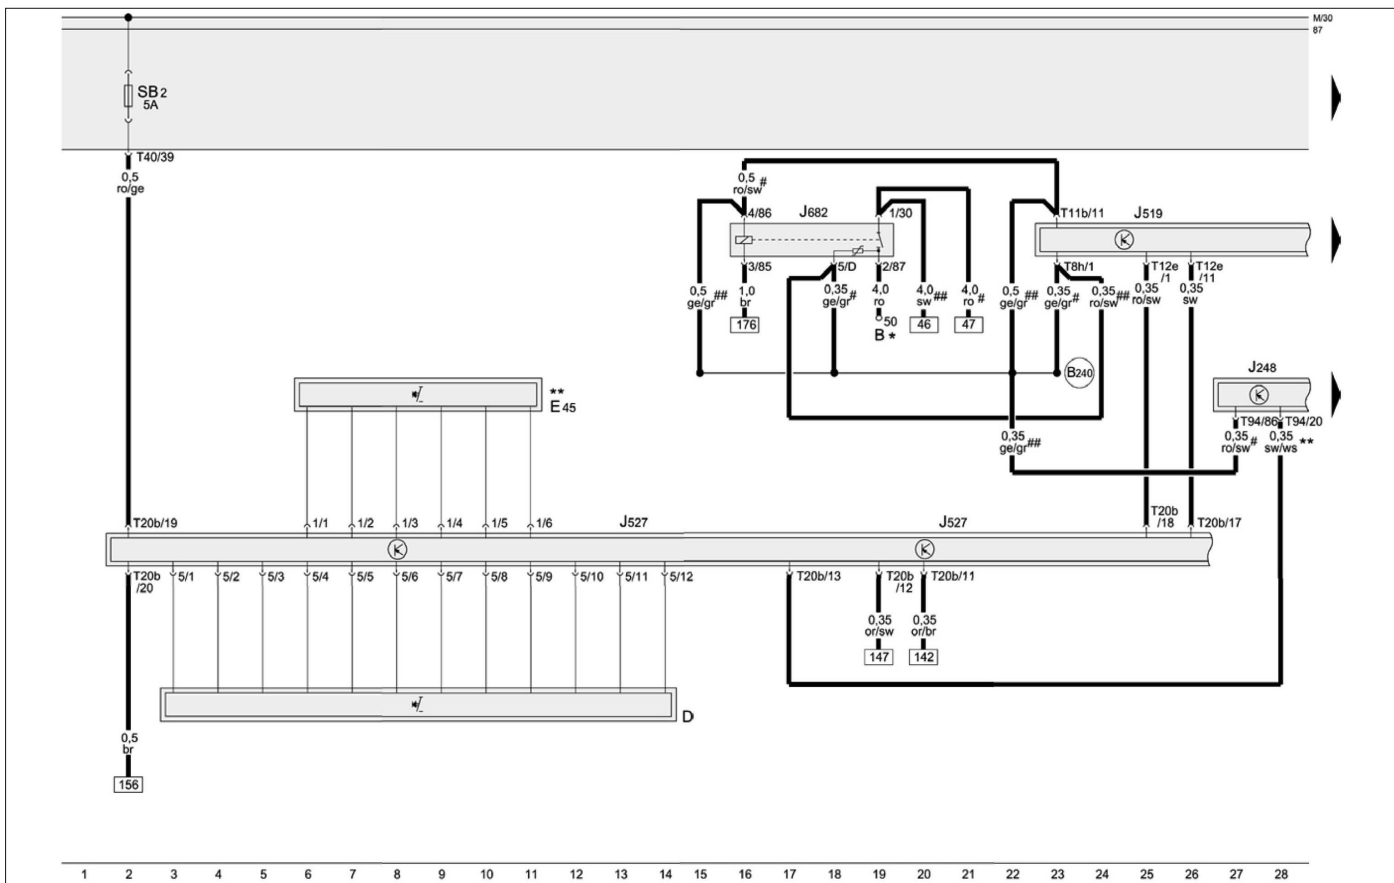 M/30
87
SB2
5A
T40/39
0,5
ro/ge
0,5
ro/sw#
4/86 J682 1/30 T11b/11 J519
3/85 5/D 2/87 T8h/1 T12e
/1 T12e
/11
0,5
ge/gr##
1,0
br
0,35
ge/gr#
4,0
ro
4,0
sw##
4,0
ro #
0,5
ge/gr##
0,35
ge/gr#
0,35
ro/sw##
0,35
ro/sw
0,35
sw
176 50 46 47
B *
B240
J248
**
E45
T94/86 T94/20
0,35
ge/gr##
0,35
ro/sw#
0,35
sw/ws **
T20b/19 1/1 1/2 1/3 1/4 1/5 1/6 J527 J527 T20b
/18 T20b/17
T20b
/20 5/1 5/2 5/3 5/4 5/5 5/6 5/7 5/8 5/9 5/10 5/11 5/12 T20b/13 T20b
/12 T20b/11
0,35
or/sw
0,35
or/br
147 142
D
0,5
br
156
1 2 3 4 5 6 7 8 9 10 11 12 13 14 15 16 17 18 19 20 21 22 23 24 25 26 27 28